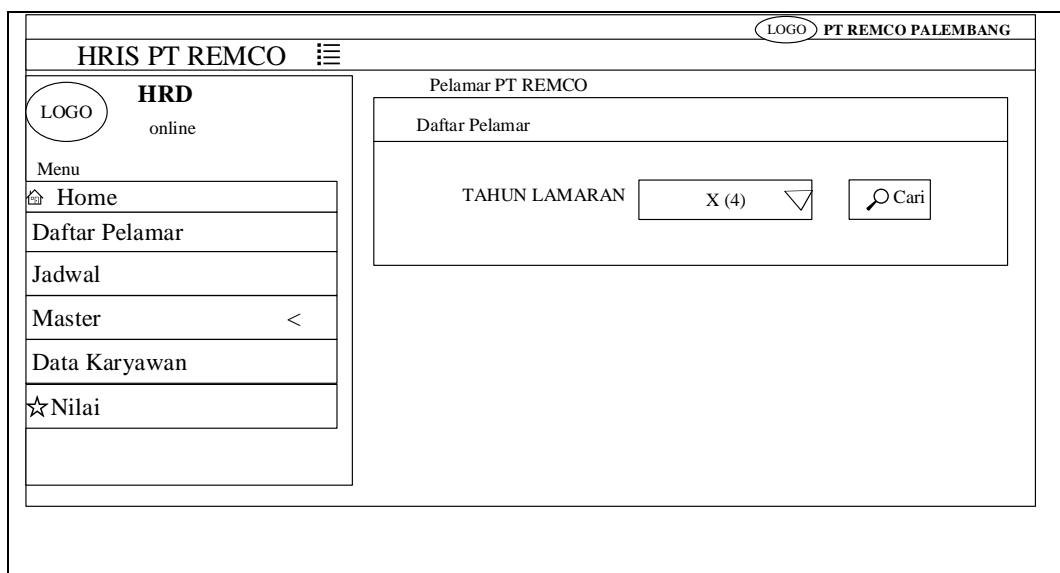 LOGO PT REMCO PALEMBANG
HRIS PT REMCO
LOGO
HRD
online
Menu
Home
Daftar Pelamar
Jadwal
Master <
Data Karyawan
Nilai
Pelamar PT REMCO
Daftar Pelamar
TAHUN LAMARAN X (4) Cari